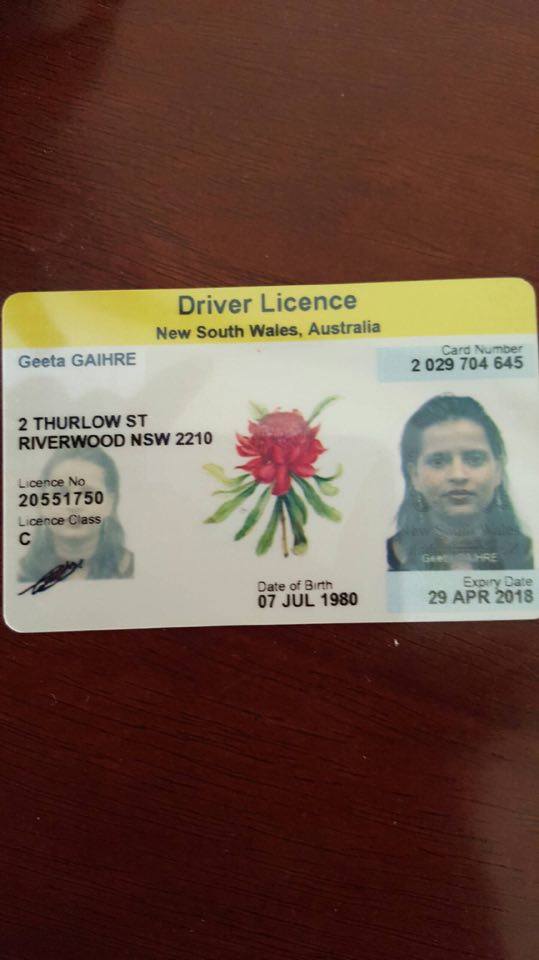 Driver Licence
New South Wales, Australia
Geeta GAIHRE
Card Number
2 029 704 645
2 THURLOW ST
RIVERWOOD NSW 2210
Licence No
20551750
Licence Class
C
New South Wales
Geeta GAIHRE
Date of Birth
07 JUL 1980
Expiry Date
29 APR 2018